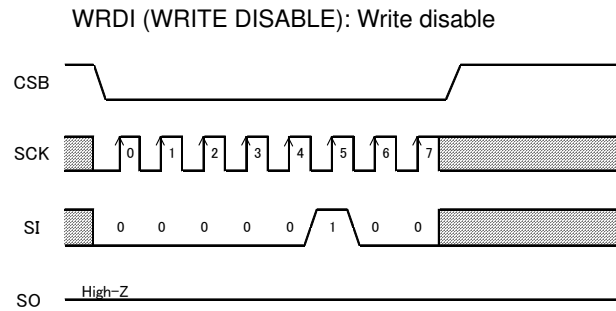 WRDI (WRITE DISABLE): Write disable
CSB
SCK 0 1 2 3 4 5 6 7
SI 0 0 0 0 0 1 0 0
SO High-Z